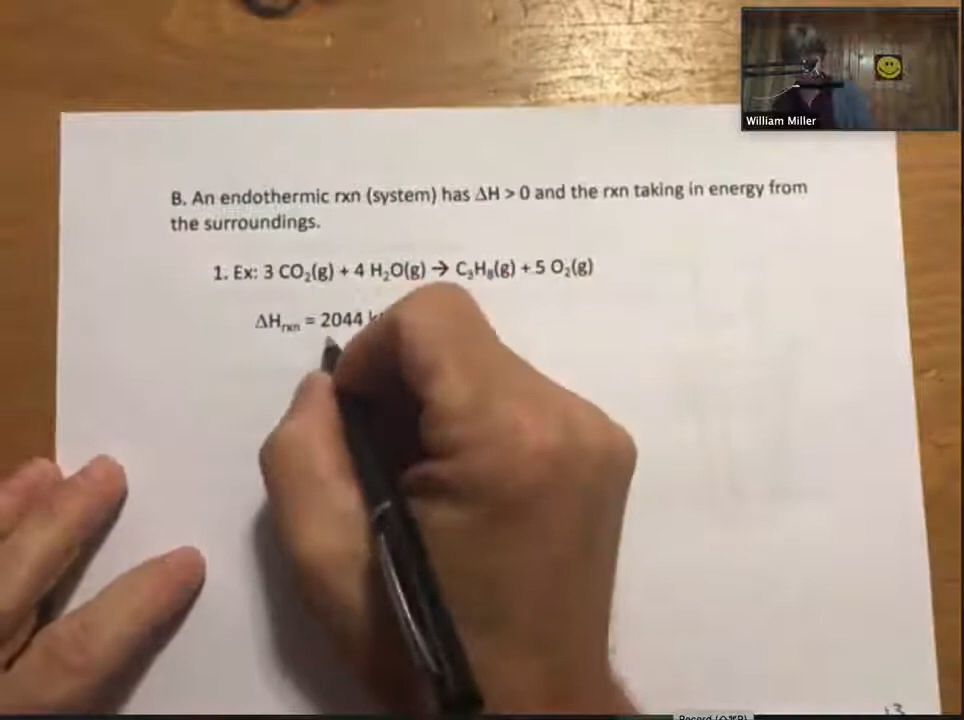 William Miller
B. An endothermic rxn (system) has ΔH > 0 and the rxn taking in energy from
the surroundings.
1. Ex: 3 CO₂(g) + 4 H₂O(g) → C₃H₈(g) + 5 O₂(g)
ΔHᵣₓₙ = 2044
13